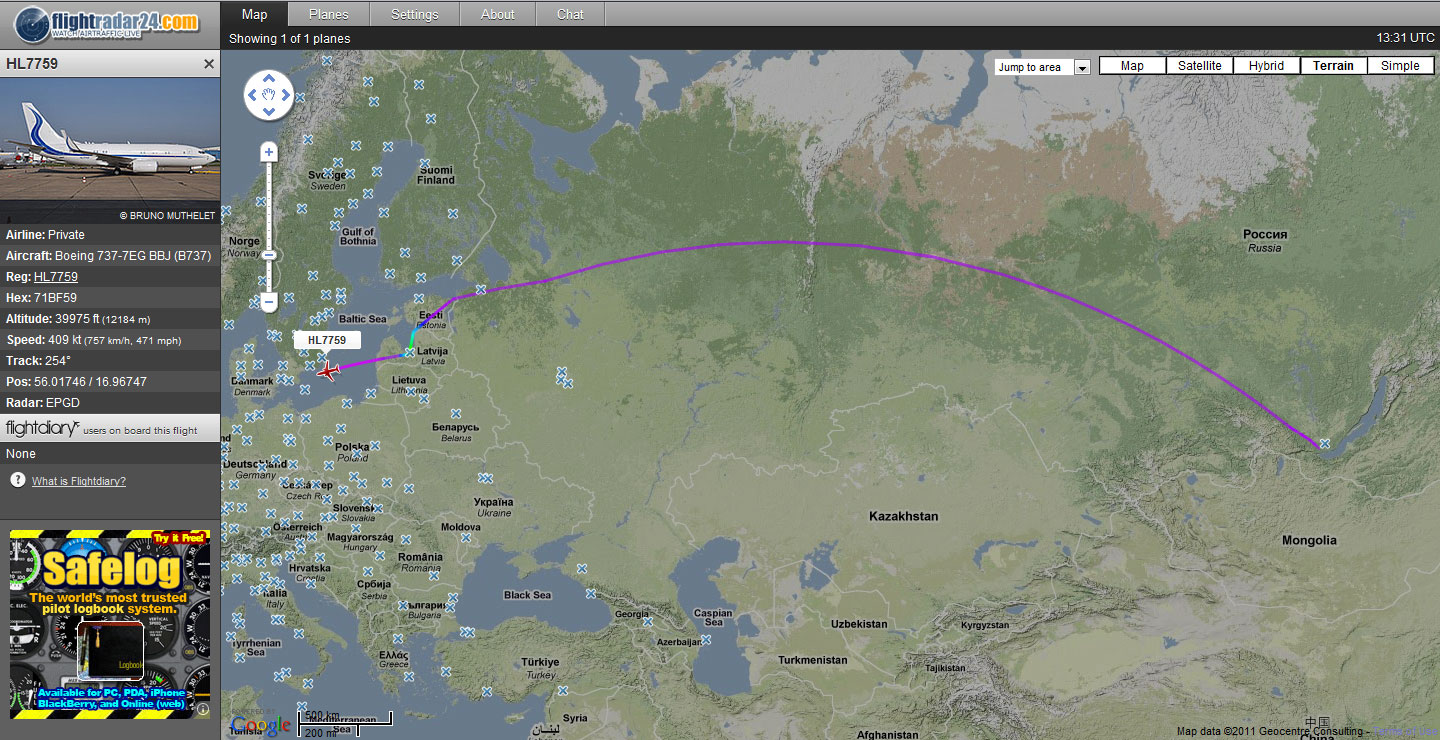 flightradar24.com
WATCH AIRTRAFFIC LIVE
Map
Planes
Settings
About
Chat
Showing 1 of 1 planes
13:31 UTC
HL7759
© BRUNO MUTHELET
Airline: Private
Aircraft: Boeing 737-7EG BBJ (B737)
Reg: HL7759
Hex: 71BF59
Altitude: 39975 ft (12184 m)
Speed: 409 kt (757 km/h, 471 mph)
Track: 254°
Pos: 56.01746 / 16.96747
Radar: EPGD
flightdiary users on board this flight
None
? What is Flightdiary?
Try it Free!
Safelog
The world's most trusted
pilot logbook system.
Logbook
Available for PC, PDA, iPhone
BlackBerry, and Online (web)
Jump to area
Map
Satellite
Hybrid
Terrain
Simple
Suomi
Finland
Sverige
Sweden
Norge
Norway
Gulf of
Bothnia
Россия
Russia
Eesti
Estonia
Baltic Sea
HL7759
Latvija
Latvia
Danmark
Denmark
Lietuva
Lithuania
Беларусь
Belarus
Polska
Poland
Deutschland
Germany
Україна
Ukraine
Slovensko
Slovakia
Österreich
Moldova
Magyarország
Hungary
Kazakhstan
Mongolia
România
Romania
Hrvatska
Croatia
Србија
Serbia
Italia
Italy
Bulgaria
Black Sea
Georgia
Caspian
Sea
Azerbaijan
Uzbekistan
Kyrgyzstan
Turkmenistan
Tajikistan
Tyrrhenian
Sea
Ελλάς
Greece
Türkiye
Turkey
Syria
Afghanistan
中国
China
POWERED BY
Google
500 km
200 mi
Mediterranean
Sea
Tunisia
Map data ©2011 Geocentre Consulting -